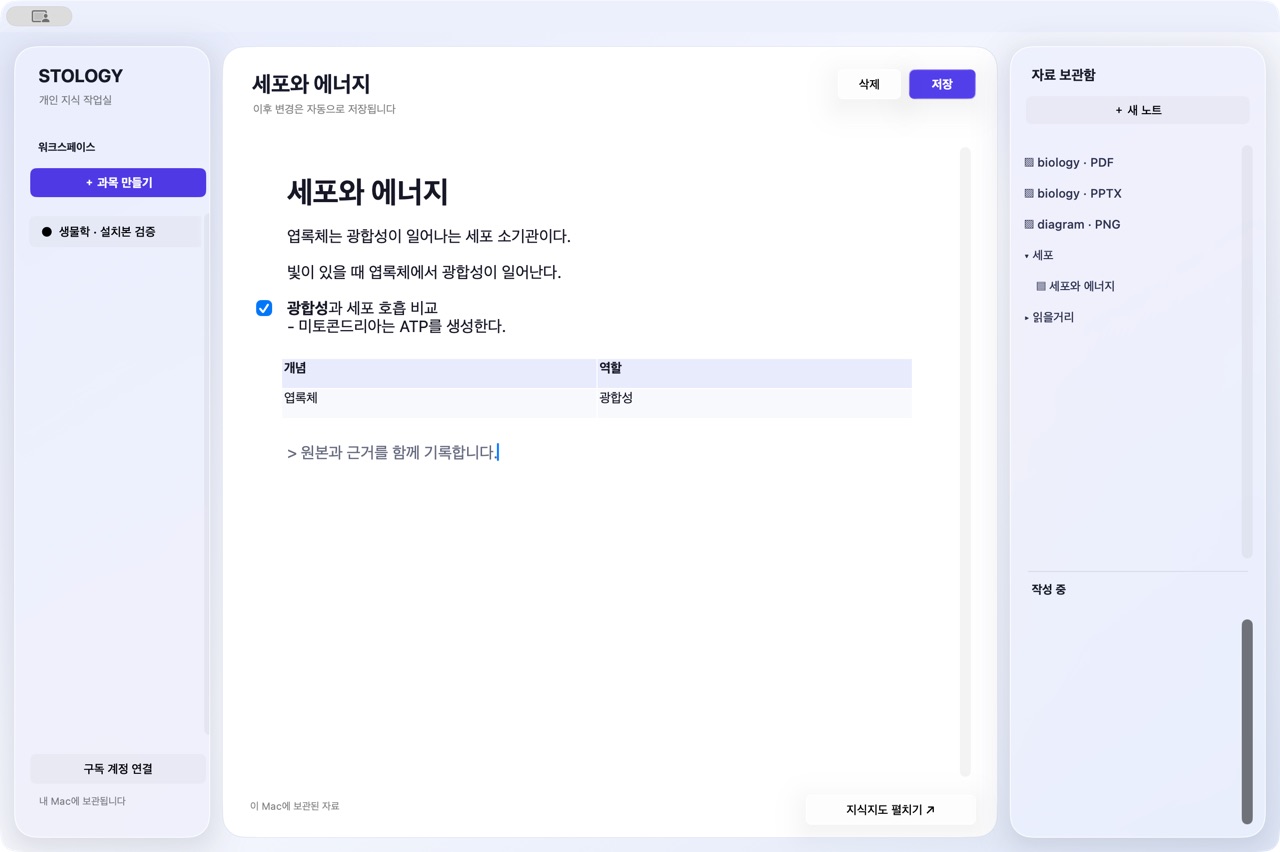 STOLOGY
개인 지식 작업실
워크스페이스
+ 과목 만들기
생물학 · 설치본 검증
구독 계정 연결
내 Mac에 보관됩니다
세포와 에너지
이후 변경은 자동으로 저장됩니다
삭제
저장
세포와 에너지
엽록체는 광합성이 일어나는 세포 소기관이다.
빛이 있을 때 엽록체에서 광합성이 일어난다.
광합성과 세포 호흡 비교
- 미토콘드리아는 ATP를 생성한다.
개념 역할
엽록체 광합성
> 원본과 근거를 함께 기록합니다.
이 Mac에 보관된 자료
지식지도 펼치기 ↗
자료 보관함
+ 새 노트
biology · PDF
biology · PPTX
diagram · PNG
세포
세포와 에너지
읽을거리
작성 중